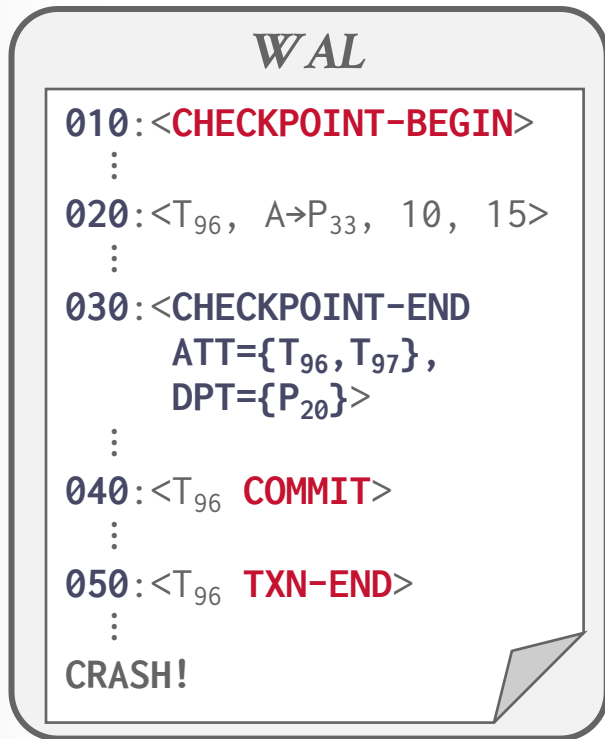 WAL
010:<CHECKPOINT-BEGIN>
⋮
020:<T₉₆, A→P₃₃, 10, 15>
⋮
030:<CHECKPOINT-END
ATT={T₉₆,T₉₇},
DPT={P₂₀}>
⋮
040:<T₉₆ COMMIT>
⋮
050:<T₉₆ TXN-END>
⋮
CRASH!